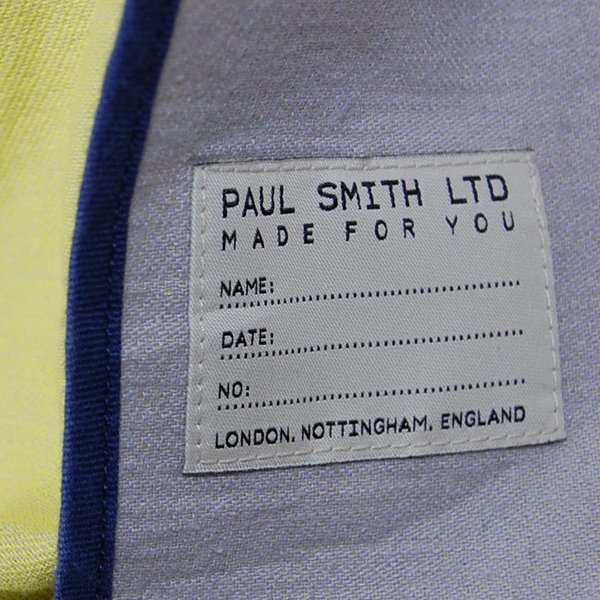 PAUL SMITH LTD
MADE FOR YOU
NAME:
DATE:
NO:
LONDON, NOTTINGHAM, ENGLAND